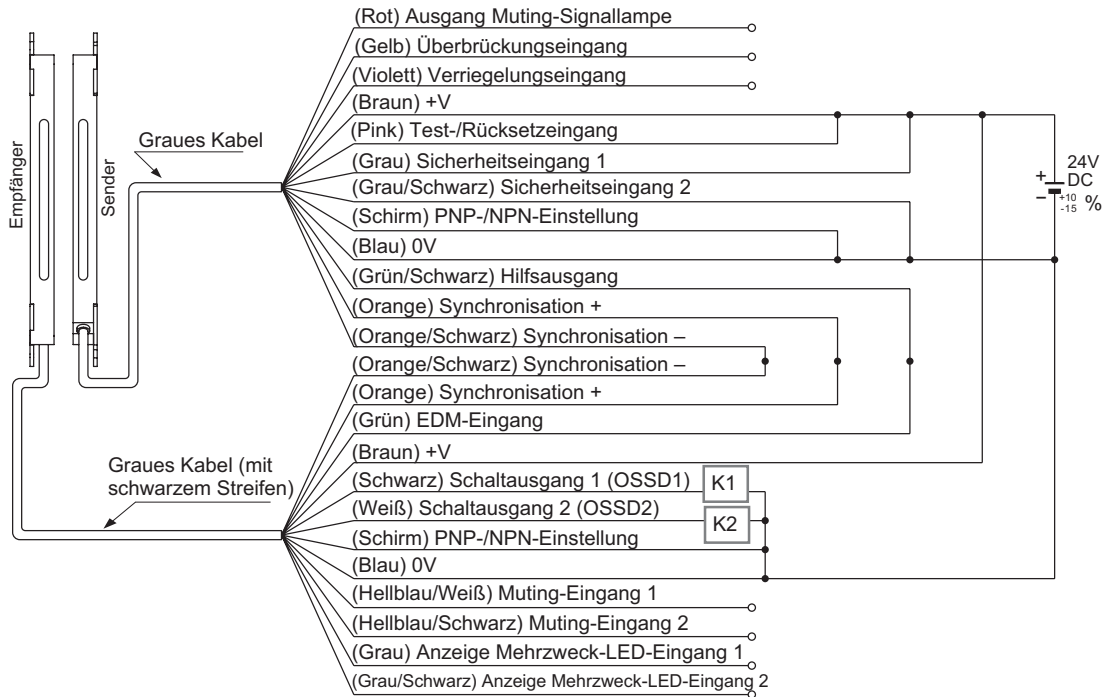 (Rot) Ausgang Muting-Signallampe
(Gelb) Überbrückungseingang
(Violett) Verriegelungseingang
(Braun) +V
(Pink) Test-/Rücksetzeingang
(Grau) Sicherheitseingang 1
(Grau/Schwarz) Sicherheitseingang 2
(Schirm) PNP-/NPN-Einstellung
(Blau) 0V
(Grün/Schwarz) Hilfsausgang
(Orange) Synchronisation +
(Orange/Schwarz) Synchronisation –
(Orange/Schwarz) Synchronisation –
(Orange) Synchronisation +
(Grün) EDM-Eingang
(Braun) +V
(Schwarz) Schaltausgang 1 (OSSD1)
(Weiß) Schaltausgang 2 (OSSD2)
(Schirm) PNP-/NPN-Einstellung
(Blau) 0V
(Hellblau/Weiß) Muting-Eingang 1
(Hellblau/Schwarz) Muting-Eingang 2
(Grau) Anzeige Mehrzweck-LED-Eingang 1
(Grau/Schwarz) Anzeige Mehrzweck-LED-Eingang 2
Empfänger
Sender
Graues Kabel
Graues Kabel (mit
schwarzem Streifen)
K1
K2
24V
DC
+
–
+10
-15 %